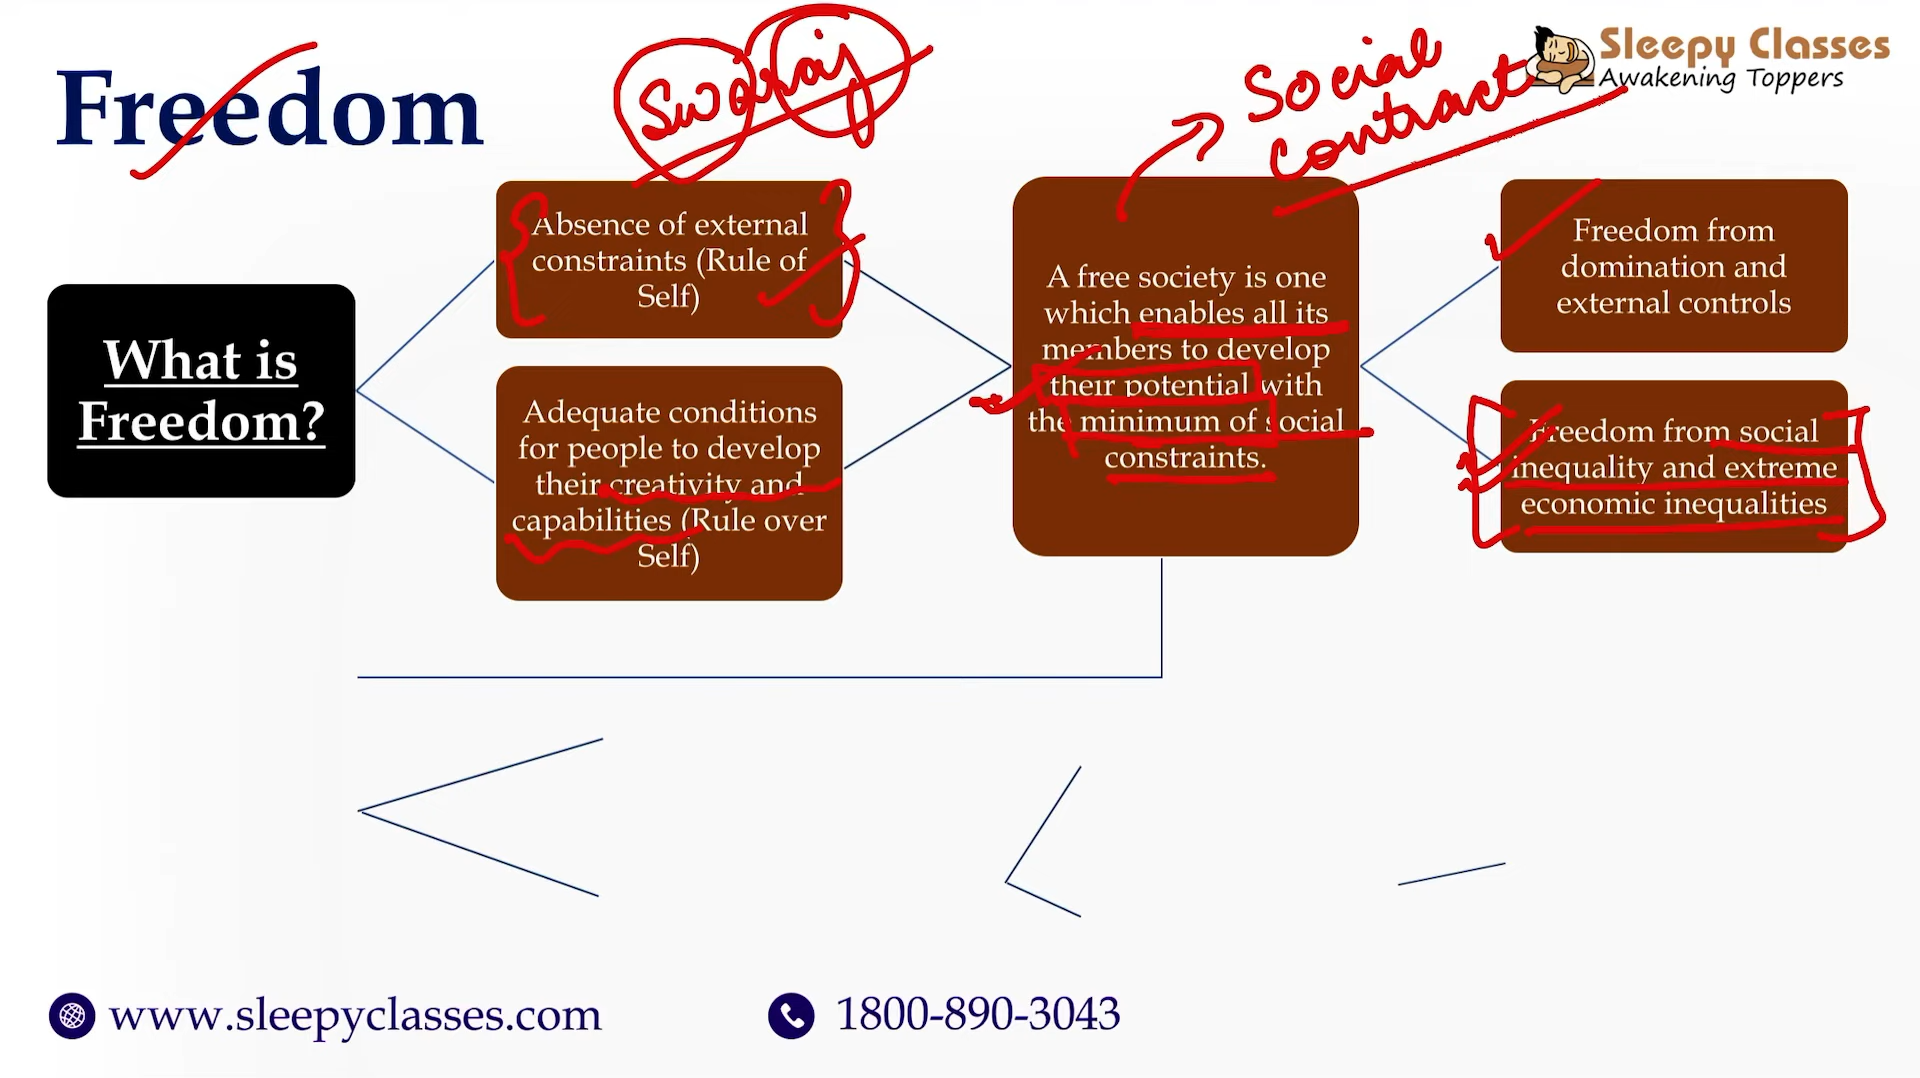 Freedom
Swaraj
Social
contract
Sleepy Classes
Awakening Toppers
What is
Freedom?
Absence of external
constraints (Rule of
Self)
Adequate conditions
for people to develop
their creativity and
capabilities (Rule over
Self)
A free society is one
which enables all its
members to develop
their potential with
the minimum of social
constraints.
Freedom from
domination and
external controls
Freedom from social
inequality and extreme
economic inequalities
www.sleepyclasses.com
1800-890-3043